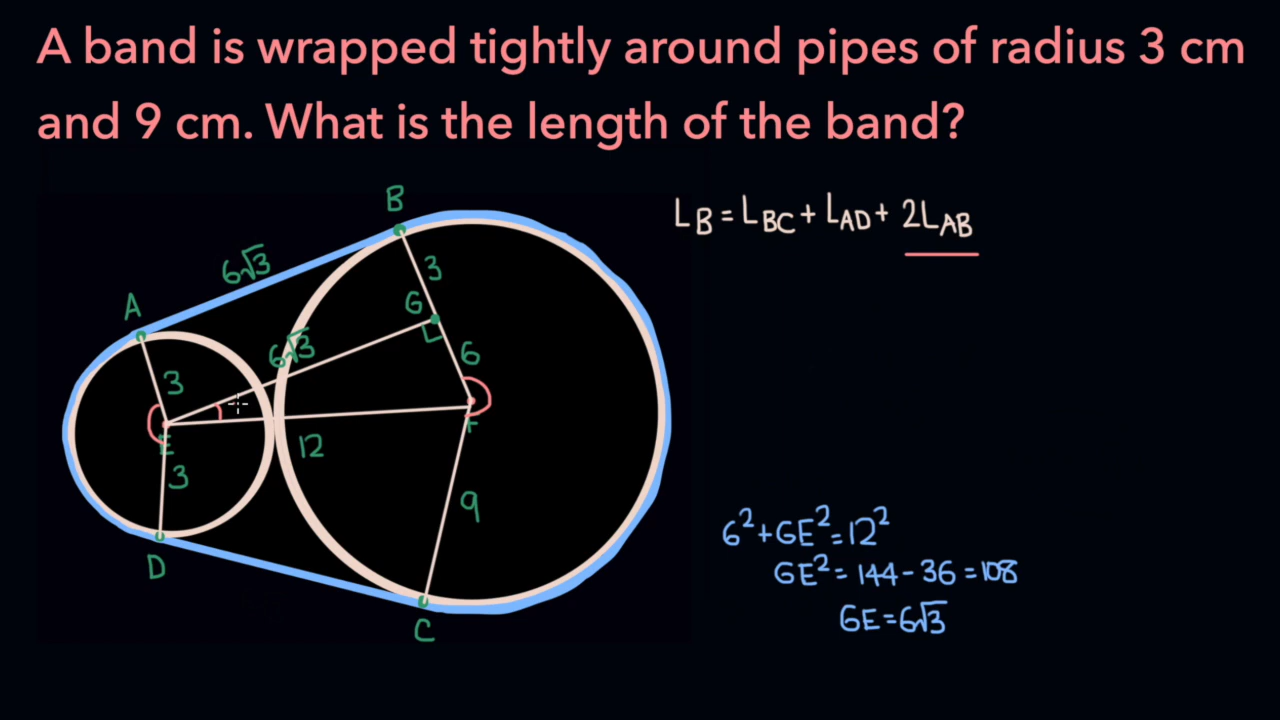 A band is wrapped tightly around pipes of radius 3 cm
and 9 cm. What is the length of the band?
B
L_B = L_BC + L_AD + 2L_AB
6√3
3
A
G
6√3
6
3
E
F
12
3
9
D
C
6² + GE² = 12²
GE² = 144 - 36 = 108
GE = 6√3